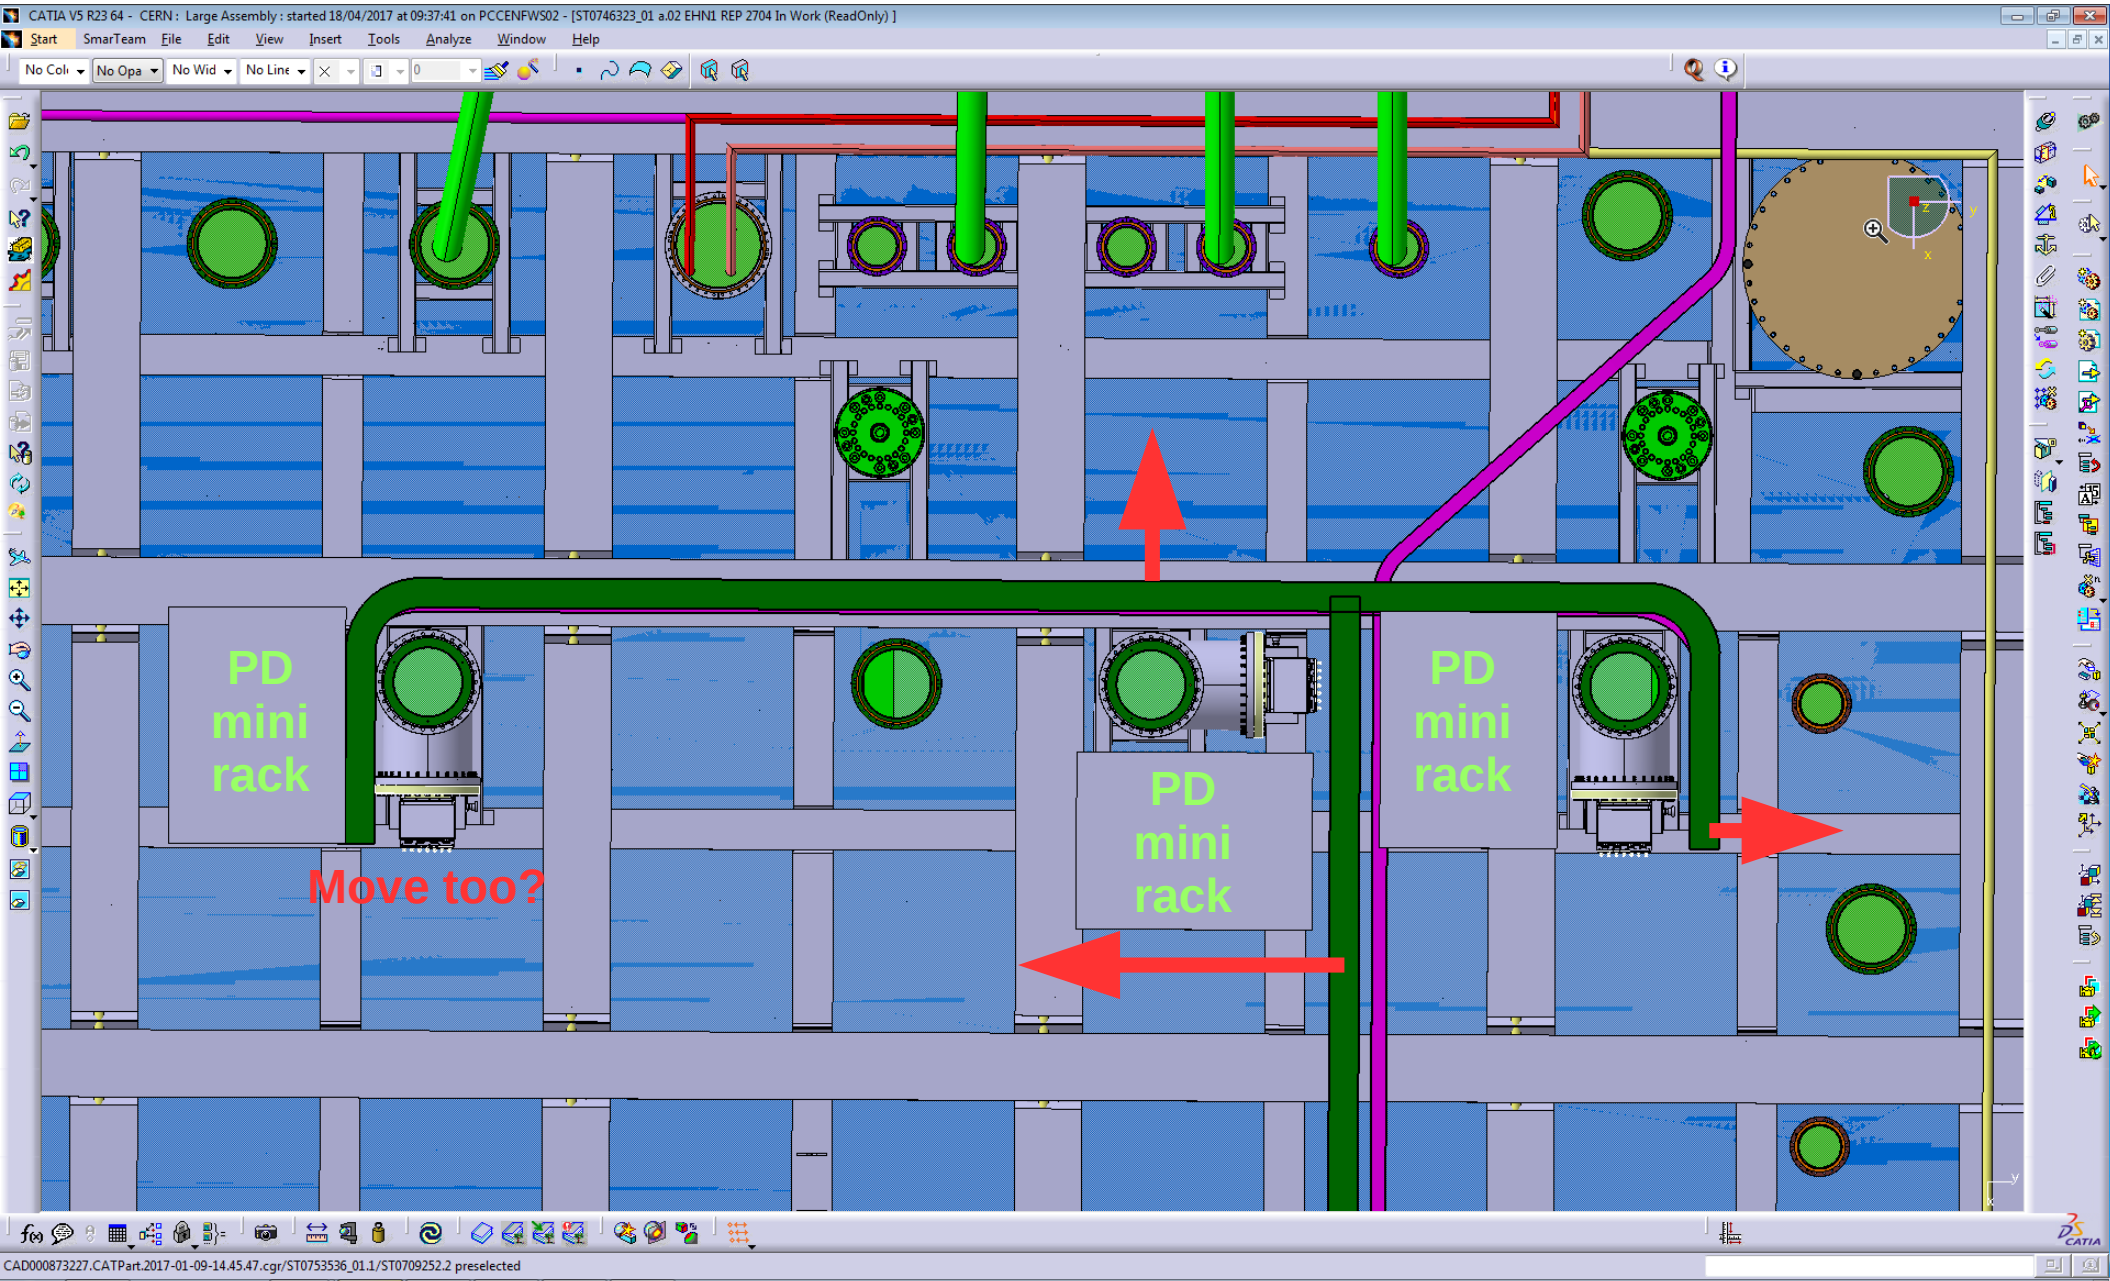 CATIA V5 R23 64 - CERN : Large Assembly : started 18/04/2017 at 09:37:41 on PCCENFWS02 - [ST0746323_01 a.02 EHN1 REP 2704 In Work (ReadOnly) ]
Start SmarTeam File Edit View Insert Tools Analyze Window Help
No Col No Opa No Wid No Line 0
z
y
x
PD
mini
rack
PD
mini
rack
PD
mini
rack
Move too?
y
x
f(x)
CATIA
CAD000873227.CATPart.2017-01-09-14.45.47.cgr/ST0753536_01.1/ST0709252.2 preselected